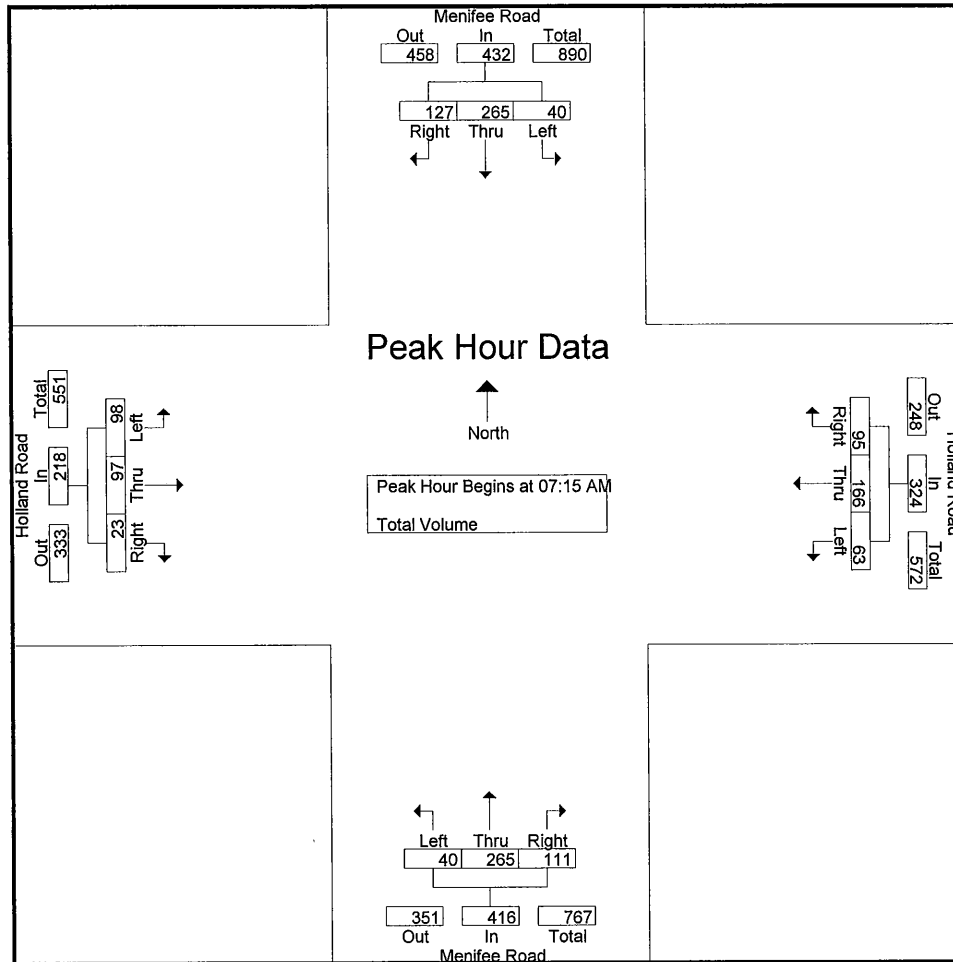 Menifee Road
Out In Total
458 432 890
127 265 40
Right Thru Left
Peak Hour Data
North
Peak Hour Begins at 07:15 AM
Total Volume
Holland Road
Out In Total
333 218 551
23 97 98
Right Thru Left
Holland Road
Out In Total
248 324 572
95 166 63
Right Thru Left
Left Thru Right
40 265 111
351 416 767
Out In Total
Menifee Road